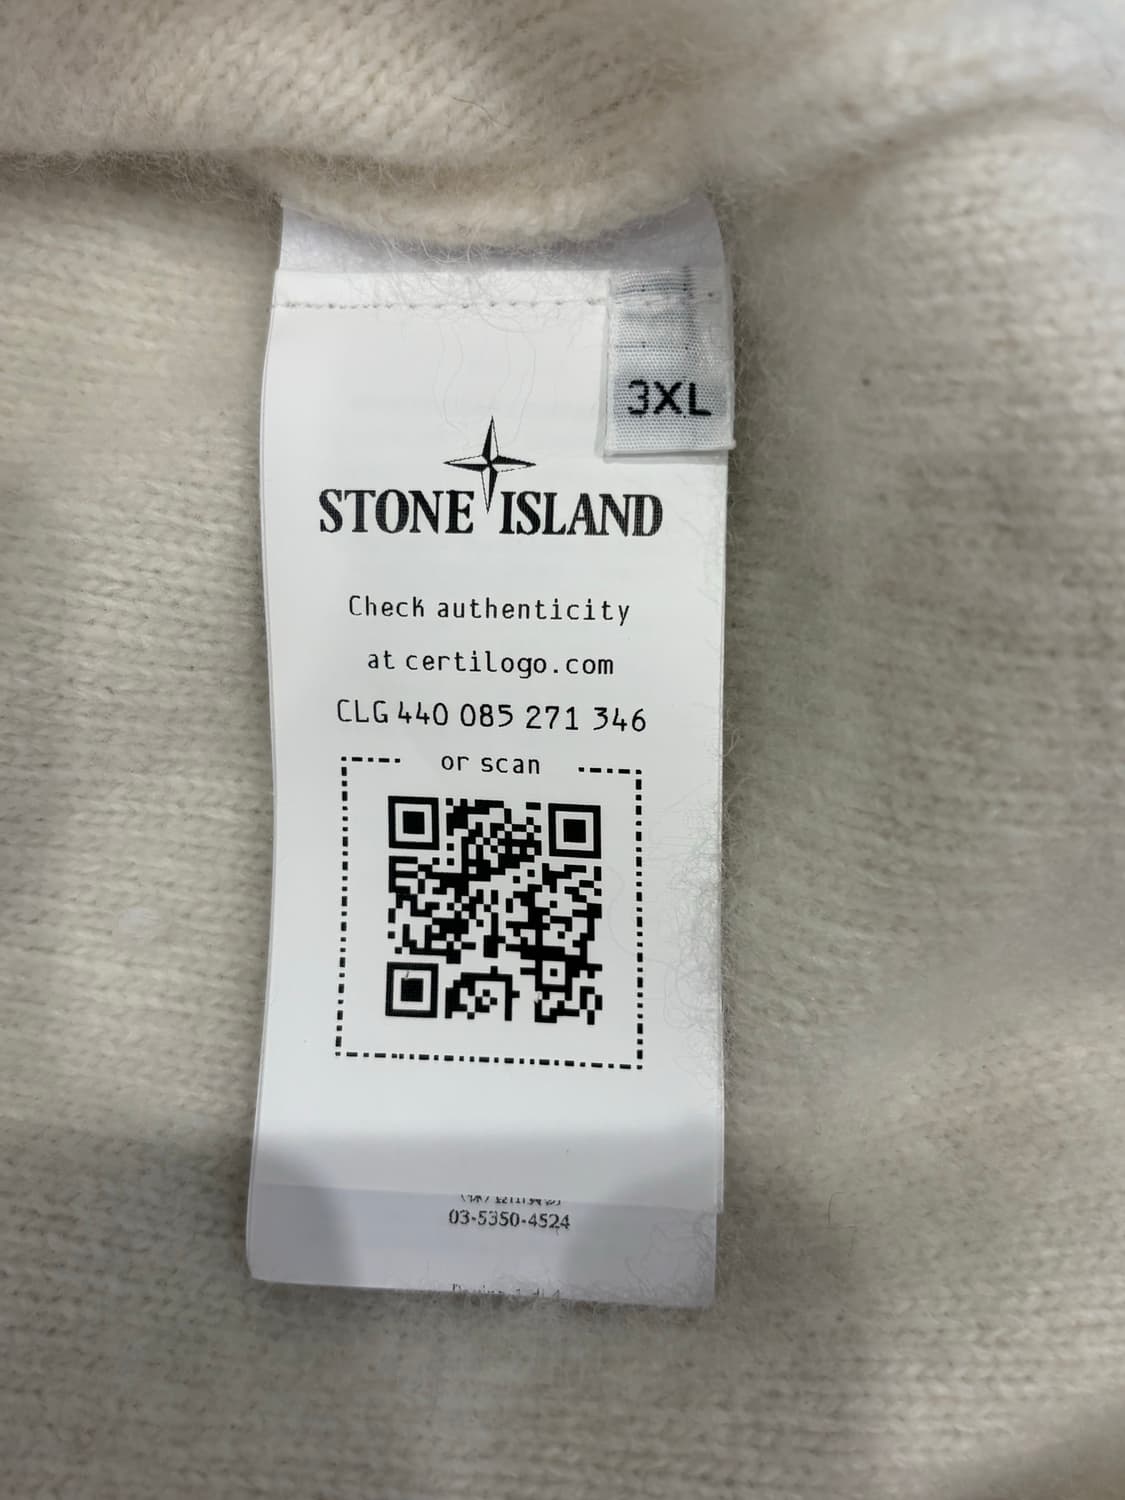 3XL
STONE ISLAND
Check authenticity
at certilogo.com
CLG 440 085 271 346
or scan
03-5350-4524